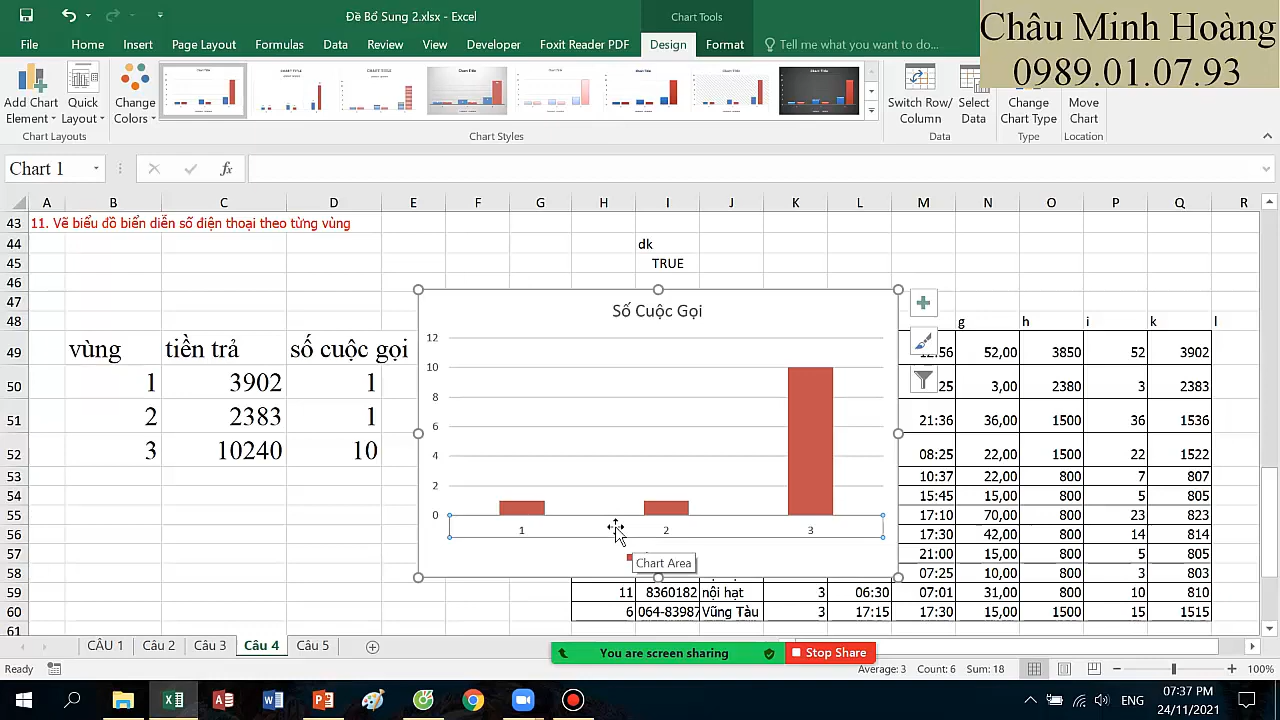 Đề Bổ Sung 2.xlsx - Excel
Chart Tools
Châu Minh Hoàng
0989.01.07.93
File Home Insert Page Layout Formulas Data Review View Developer Foxit Reader PDF Design Format Tell me what you want to do...
Add Chart Element
Quick Layout
Change Colors
Switch Row/ Column
Select Data
Change Chart Type
Move Chart
Chart Layouts Chart Styles Data Type Location
Chart 1 fx
A B C D E F G H I J K L M N O P Q R
43 11. Vẽ biểu đồ biển diễn số điện thoại theo từng vùng
44 dk
45 TRUE
46
47
48 g h i k l
49 vùng tiền trả số cuộc gọi :56 52,00 3850 52 3902
50 1 3902 1 25 3,00 2380 3 2383
51 2 2383 1 21:36 36,00 1500 36 1536
52 3 10240 10 08:25 22,00 1500 22 1522
53 10:37 22,00 800 7 807
54 15:45 15,00 800 5 805
55 17:10 70,00 800 23 823
56 17:30 42,00 800 14 814
57 21:00 15,00 800 5 805
58 07:25 10,00 800 3 803
59 11 8360182 nội hạt 3 06:30 07:01 31,00 800 10 810
60 6 064-83987 Vũng Tàu 3 17:15 17:30 15,00 1500 15 1515
61
Số Cuộc Gọi
12
10
8
6
4
2
0
1 2 3
Chart Area
CÂU 1 Câu 2 Câu 3 Câu 4 Câu 5
You are screen sharing Stop Share
Ready Average: 3 Count: 6 Sum: 18 100%
ENG
07:37 PM
24/11/2021